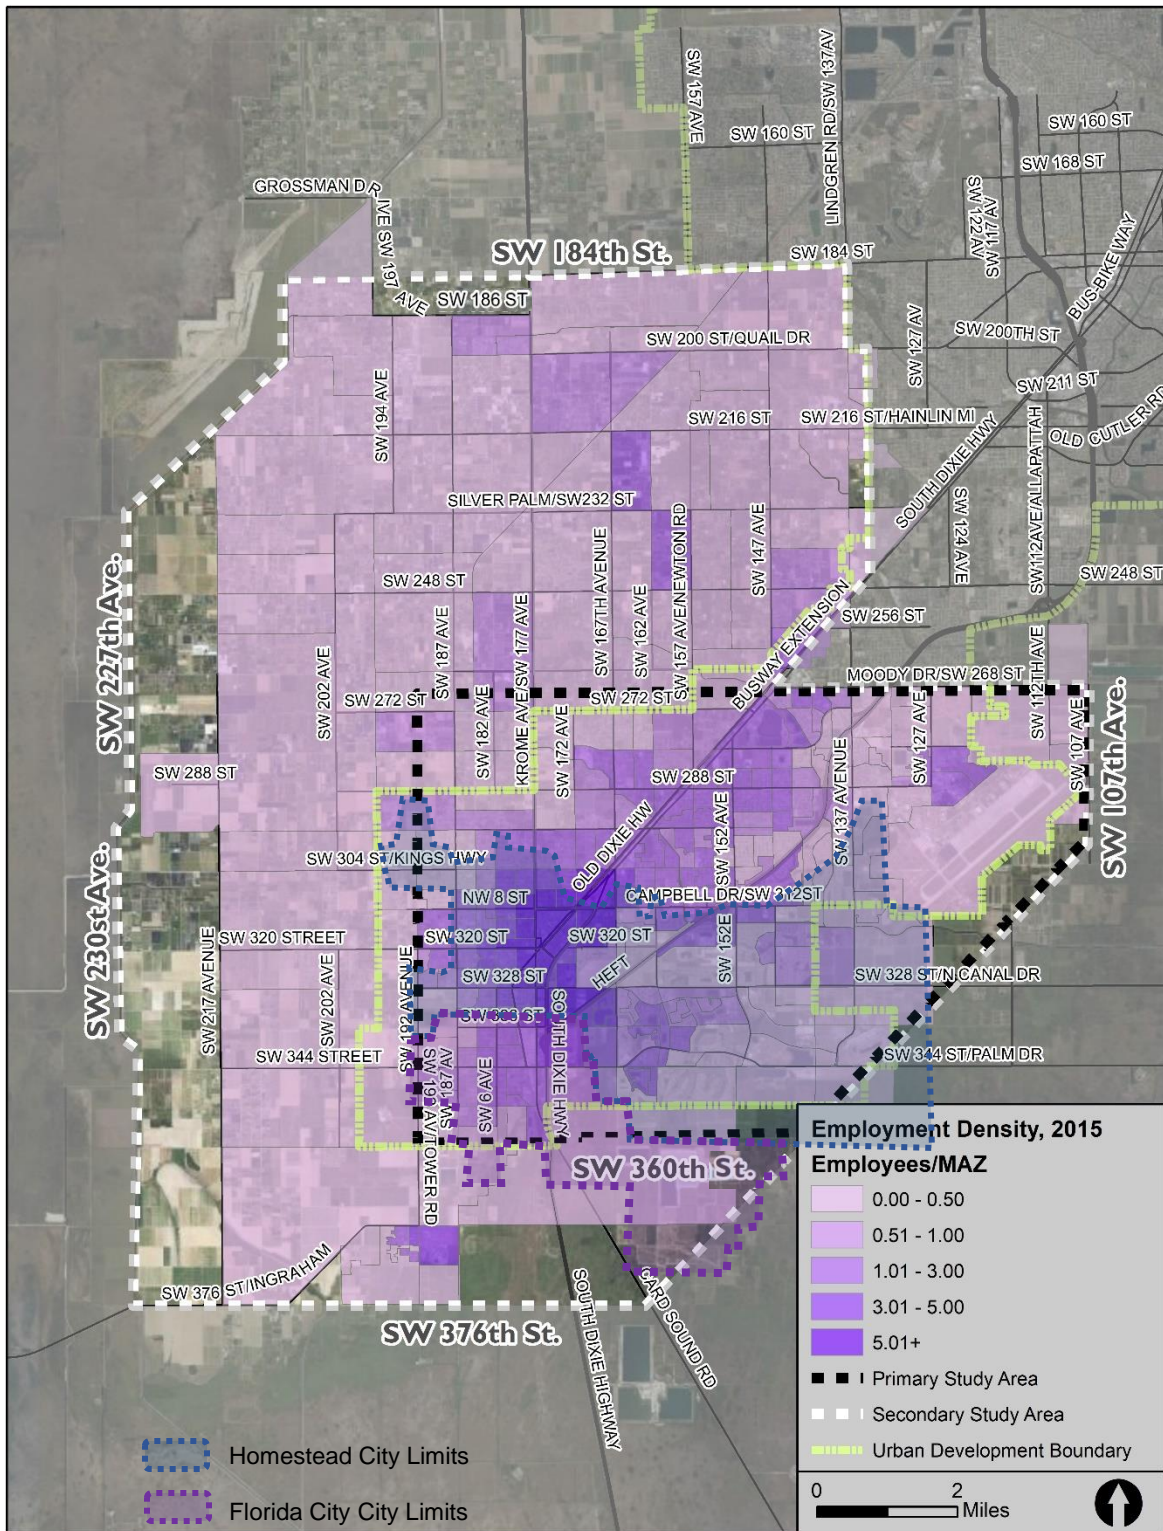 SW 157 AVE
LINDGREN RD/SW 137AV
SW 160 ST
SW 160 ST
SW 168 ST
GROSSMAN DRIVE SW 197 AVE
SW 122 AV
SW 117 AV
SW 184th St.
SW 184 ST
BUS-BIKE WAY
SW 186 ST
SW 200 ST/QUAIL DR
SW 127 AV
SW 200TH ST
SW 211 ST
SW 194 AVE
SW 216 ST
SW 216 ST/HAINLIN MI
OLD CUTLER RD
SOUTH DIXIE HWY
SW112AVE/ALLAPATTAH
SILVER PALM/SW232 ST
SW 124 AVE
SW 227th Ave.
SW 248 ST
SW 167TH AVENUE
SW 162 AVE
SW 157 AVE/NEWTON RD
SW 147 AVE
SW 248 ST
SW 187 AVE
KROME AVE/SW 177 AVE
BUSWAY EXTENSION
SW 256 ST
SW 202 AVE
SW 272 ST
SW 182 AVE
SW 172 AVE
SW 272 ST
MOODY DR/SW 268 ST
SW 112TH AVE
SW 107 AVE
SW 107th Ave.
SW 127 AVE
SW 288 ST
SW 288 ST
SW 137 AVENUE
SW 152 AVE
OLD DIXIE HW
SW 230st Ave.
SW 304 ST/KINGS HWY
NW 8 ST
CAMPBELL DR/SW 312ST
SW 320 STREET
SW 320 ST
SW 320 ST
SW 152E
SW 217 AVENUE
SW 202 AVE
SW 192 AVENUE
SW 328 ST
HEFT
SW 328 ST/N CANAL DR
SOUTH DIXIE HWY
SW 344 STREET
SW 187 AV
SW 6 AVE
SW 344 ST/PALM DR
SW 360th St.
SW 376 ST/INGRAHAM
SW 376th St.
SOUTH DIXIE HIGHWAY
CARD SOUND RD
Employment Density, 2015
Employees/MAZ
0.00 - 0.50
0.51 - 1.00
1.01 - 3.00
3.01 - 5.00
5.01+
Primary Study Area
Secondary Study Area
Urban Development Boundary
0 2
Miles
Homestead City Limits
Florida City City Limits